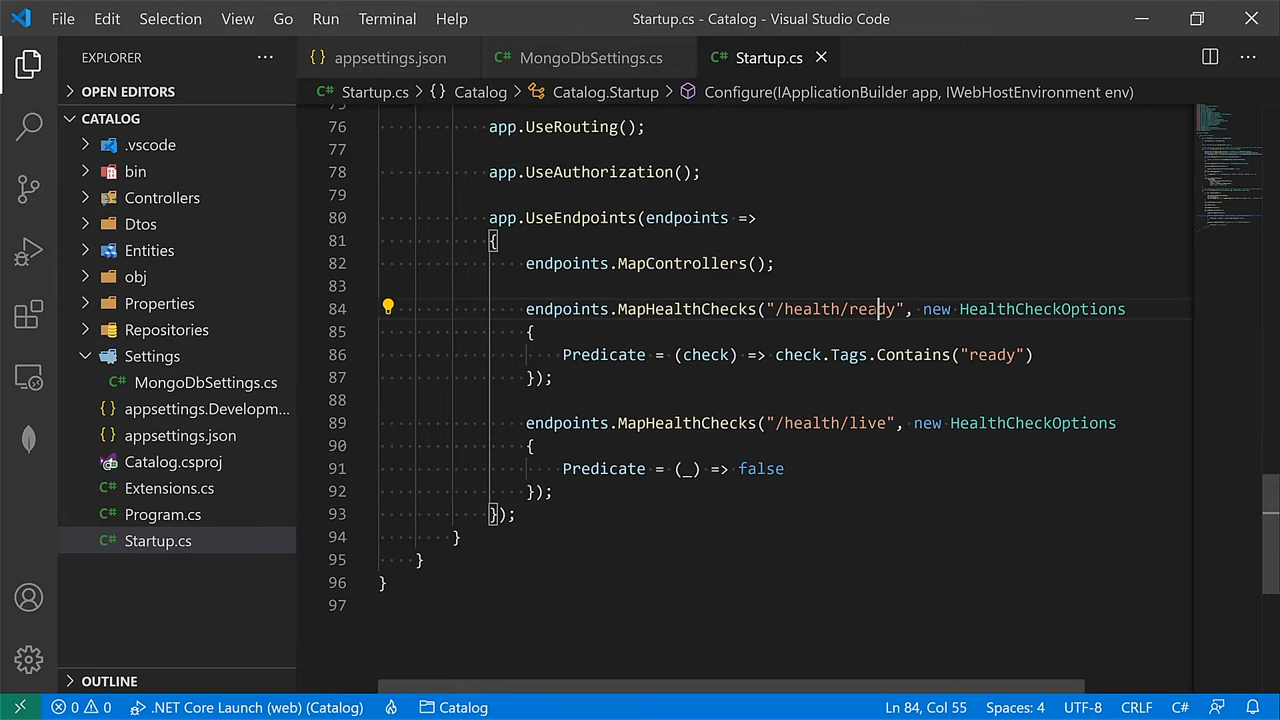 File Edit Selection View Go Run Terminal Help
Startup.cs - Catalog - Visual Studio Code
EXPLORER
OPEN EDITORS
CATALOG
.vscode
bin
Controllers
Dtos
Entities
obj
Properties
Repositories
Settings
MongoDbSettings.cs
appsettings.Developm...
appsettings.json
Catalog.csproj
Extensions.cs
Program.cs
Startup.cs
OUTLINE
appsettings.json MongoDbSettings.cs Startup.cs
Startup.cs > {} Catalog > Catalog.Startup > Configure(IApplicationBuilder app, IWebHostEnvironment env)
75
76 app.UseRouting();
77
78 app.UseAuthorization();
79
80 app.UseEndpoints(endpoints =>
81 {
82 endpoints.MapControllers();
83
84 endpoints.MapHealthChecks("/health/ready", new HealthCheckOptions
85 {
86 Predicate = (check) => check.Tags.Contains("ready")
87 });
88
89 endpoints.MapHealthChecks("/health/live", new HealthCheckOptions
90 {
91 Predicate = (_) => false
92 });
93 });
94 }
95 }
96 }
97
0 0 .NET Core Launch (web) (Catalog) Catalog Ln 84, Col 55 Spaces: 4 UTF-8 CRLF C#